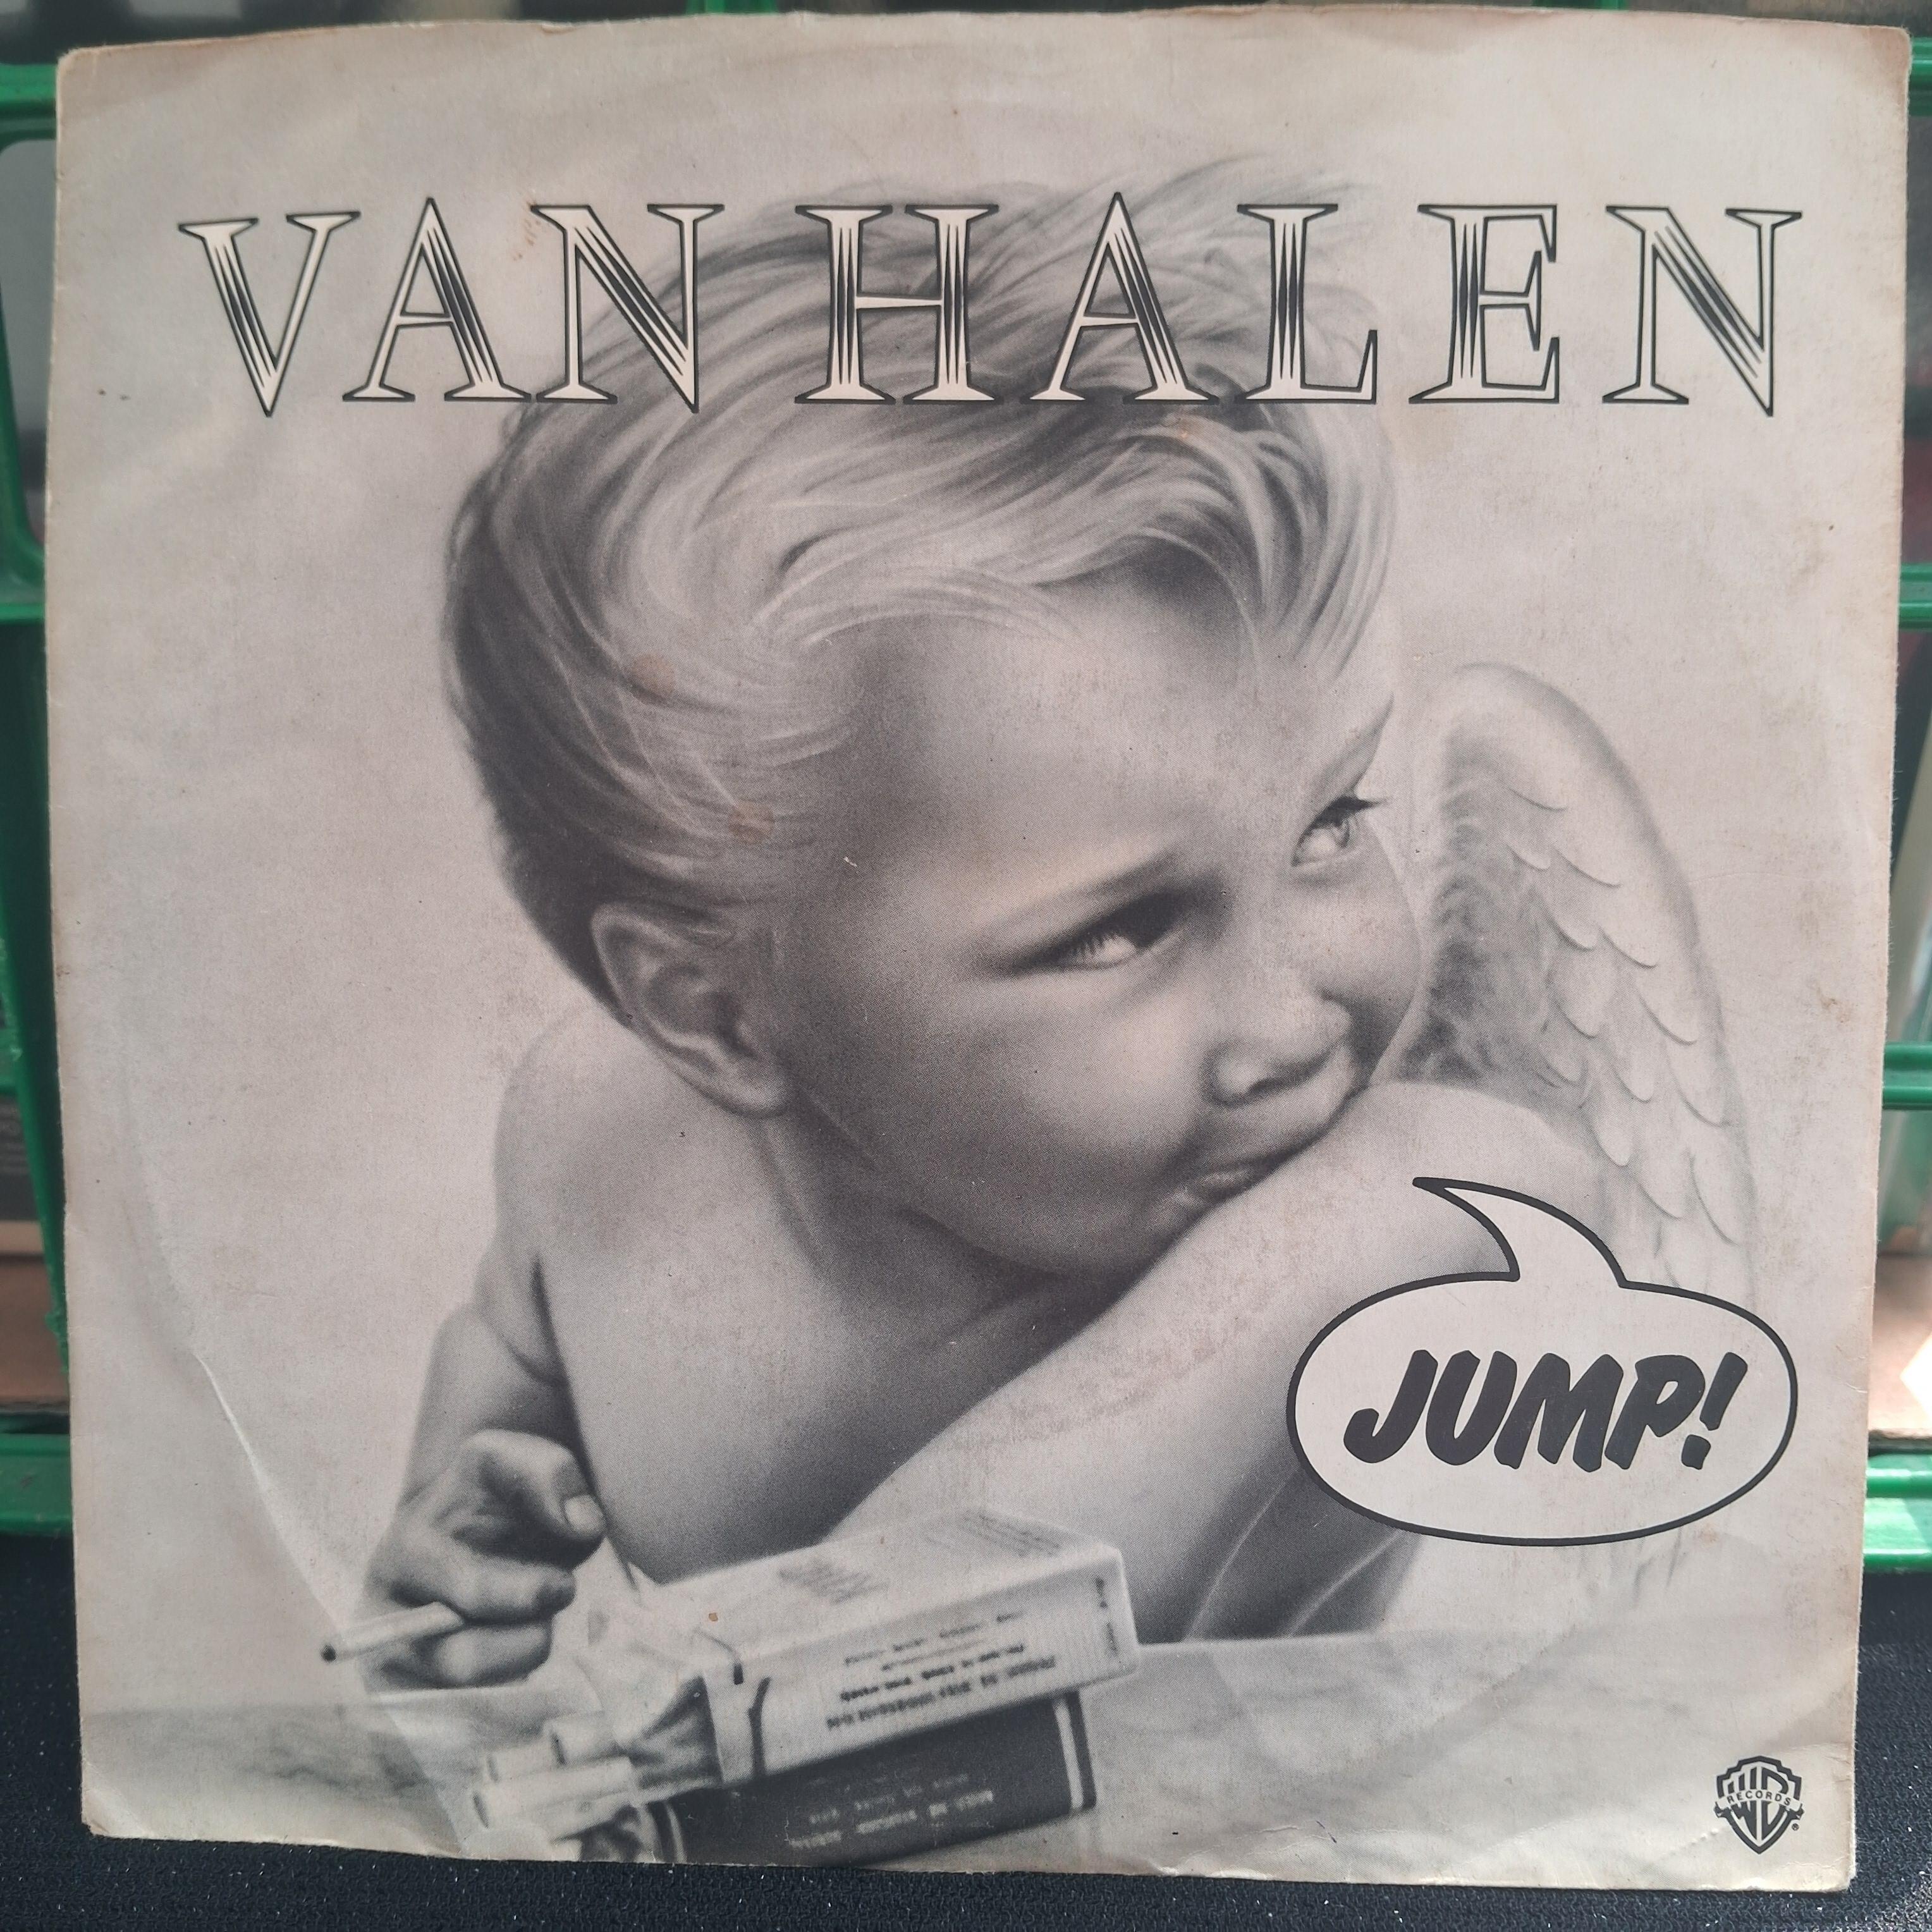 VAN HALEN
JUMP!
WB
RECORDS
®